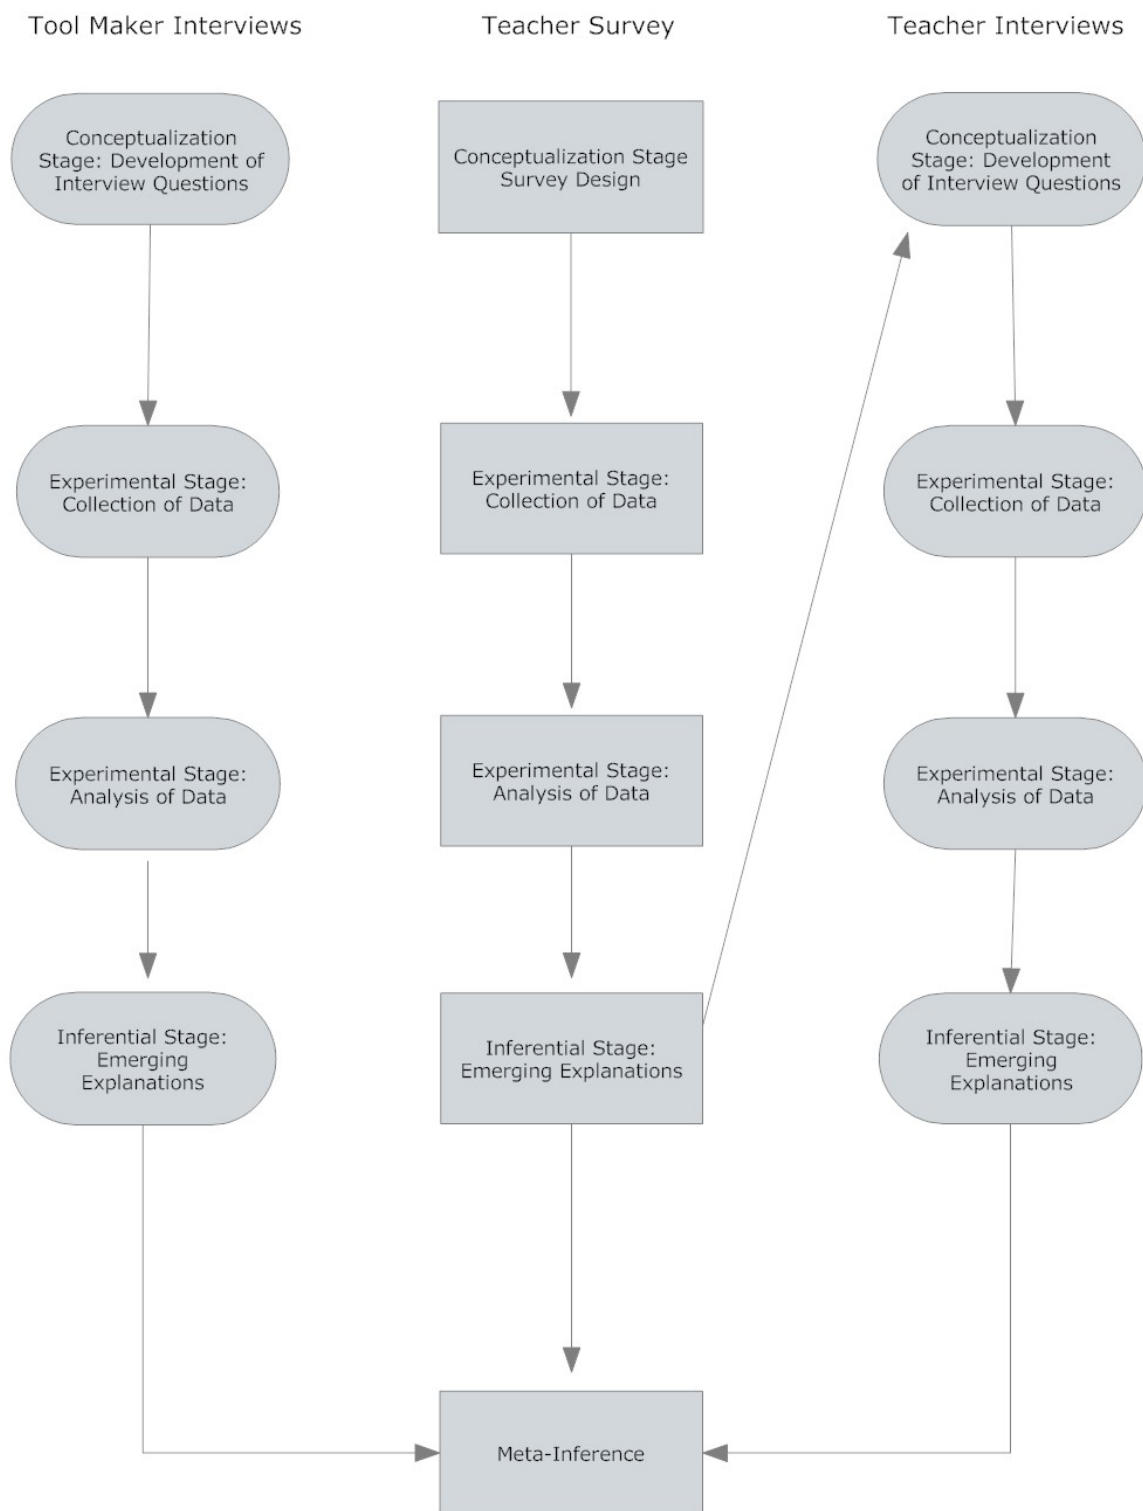 Tool Maker Interviews
Teacher Survey
Teacher Interviews
Conceptualization
Stage: Development of
Interview Questions
Conceptualization Stage
Survey Design
Conceptualization
Stage: Development
of Interview Questions
Experimental Stage:
Collection of Data
Experimental Stage:
Collection of Data
Experimental Stage:
Collection of Data
Experimental Stage:
Analysis of Data
Experimental Stage:
Analysis of Data
Experimental Stage:
Analysis of Data
Inferential Stage:
Emerging
Explanations
Inferential Stage:
Emerging Explanations
Inferential Stage:
Emerging
Explanations
Meta-Inference